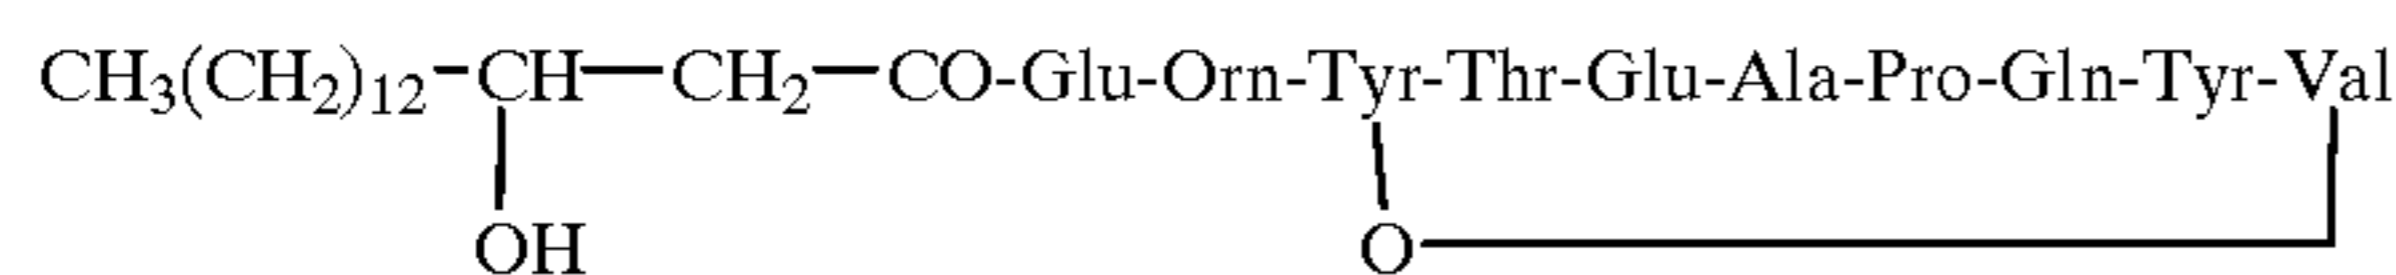 CH₃(CH₂)₁₂-CH—CH₂—CO-Glu-Orn-Tyr-Thr-Glu-Ala-Pro-Gln-Tyr-Val
OH O